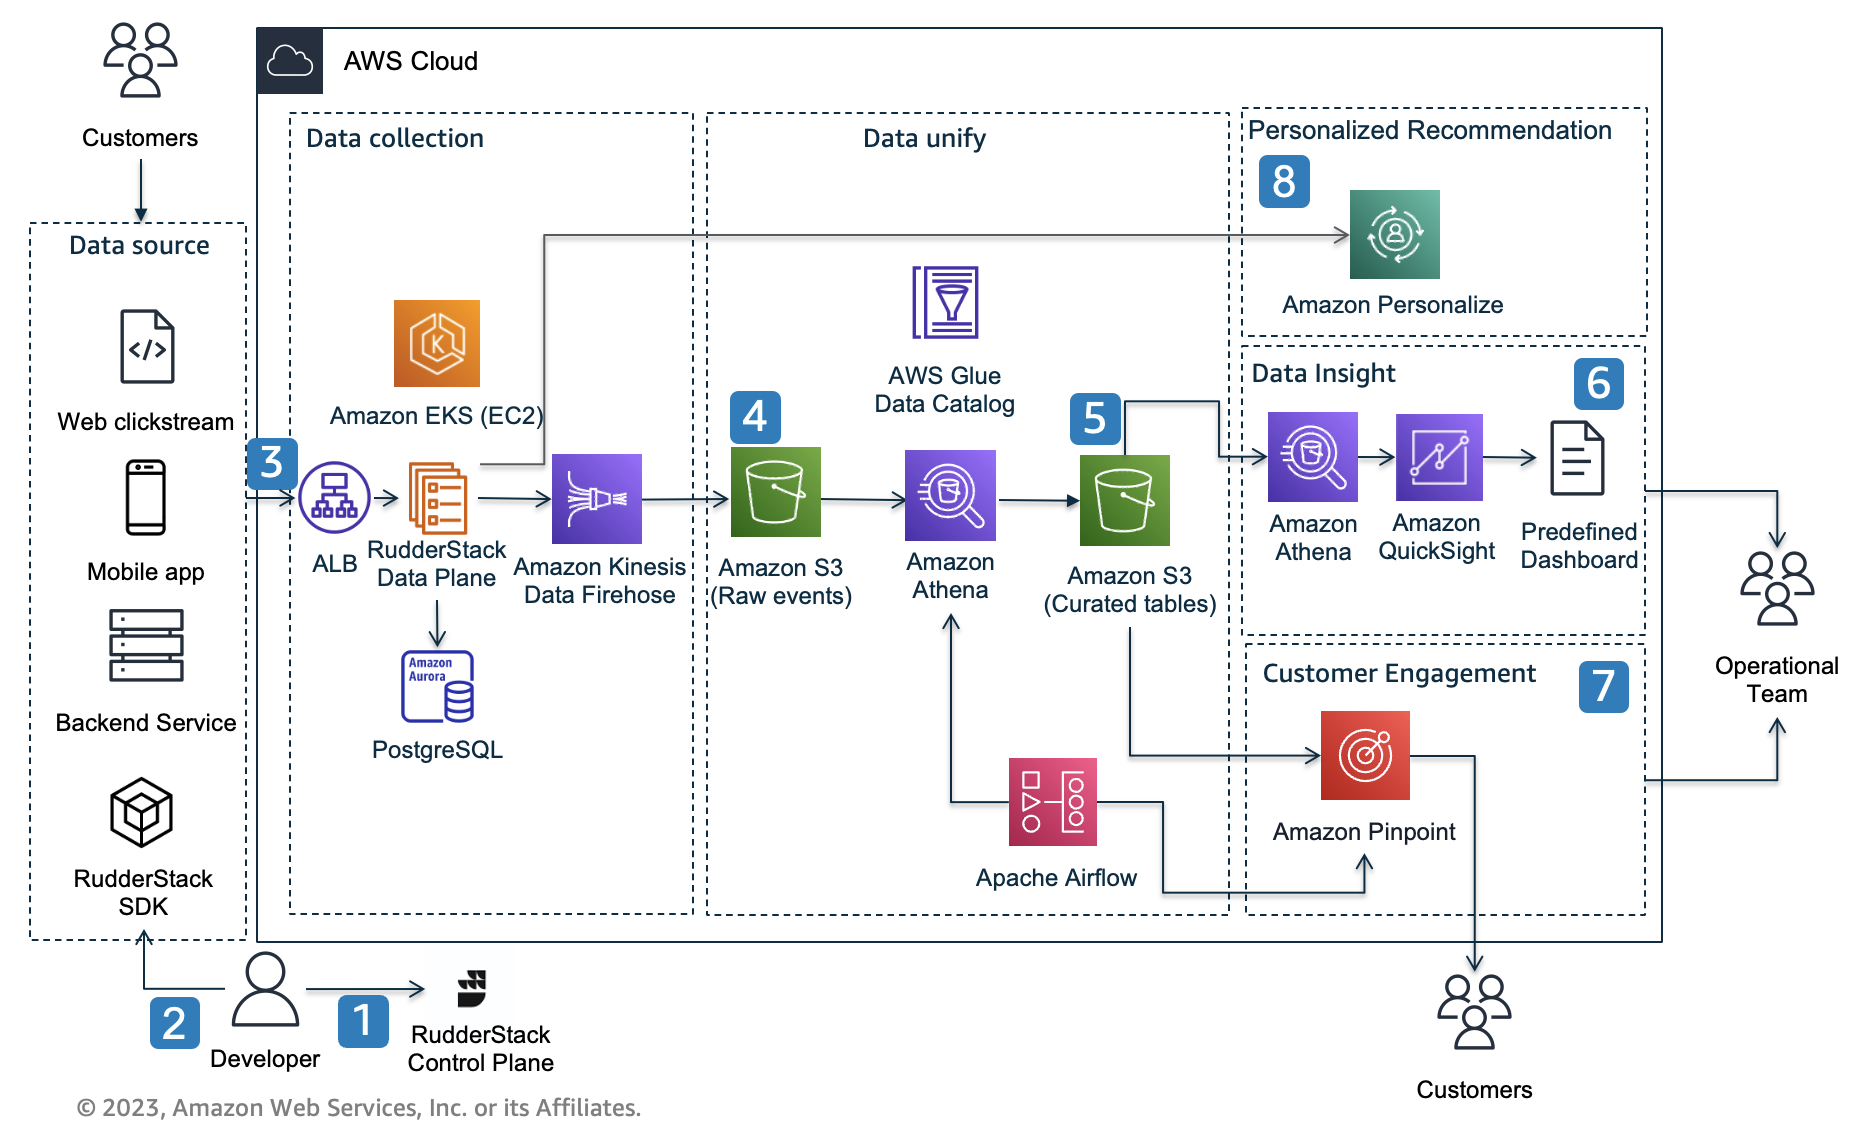 Customers
AWS Cloud
Data source
Web clickstream
Mobile app
Backend Service
RudderStack
SDK
Data collection
Amazon EKS (EC2)
3
ALB
RudderStack
Data Plane
Amazon Kinesis
Data Firehose
Amazon
Aurora
PostgreSQL
Data unify
AWS Glue
Data Catalog
4
Amazon S3
(Raw events)
Amazon
Athena
5
Amazon S3
(Curated tables)
Apache Airflow
Personalized Recommendation
8
Amazon Personalize
Data Insight
6
Amazon
Athena
Amazon
QuickSight
Predefined
Dashboard
Customer Engagement
7
Amazon Pinpoint
Operational
Team
2
Developer
1
RudderStack
Control Plane
Customers
© 2023, Amazon Web Services, Inc. or its Affiliates.